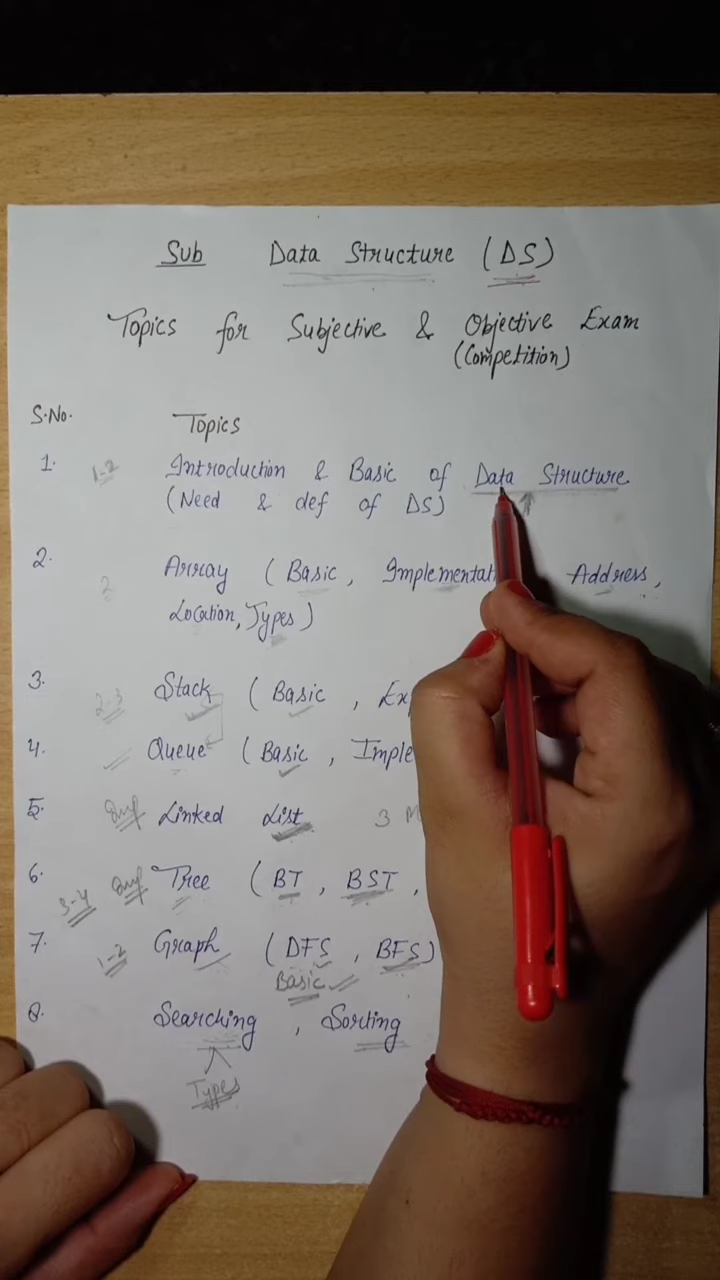 Sub Data Structure (DS)
Topics for Subjective & Objective Exam
(Competition)
S.No. Topics
1. 1-2 Introduction & Basic of Data Structure
(Need & def of DS)
2. 2 Array (Basic, Implementat Address,
Location, Types)
3. 2-3 Stack (Basic, Ex
4. Queue (Basic, Imple
5. Imp Linked List 3 M
6. 3-4 Imp Tree (BT, BST,
7. 1-2 Graph (DFS, BFS)
Basic
8. Searching, Sorting
Types